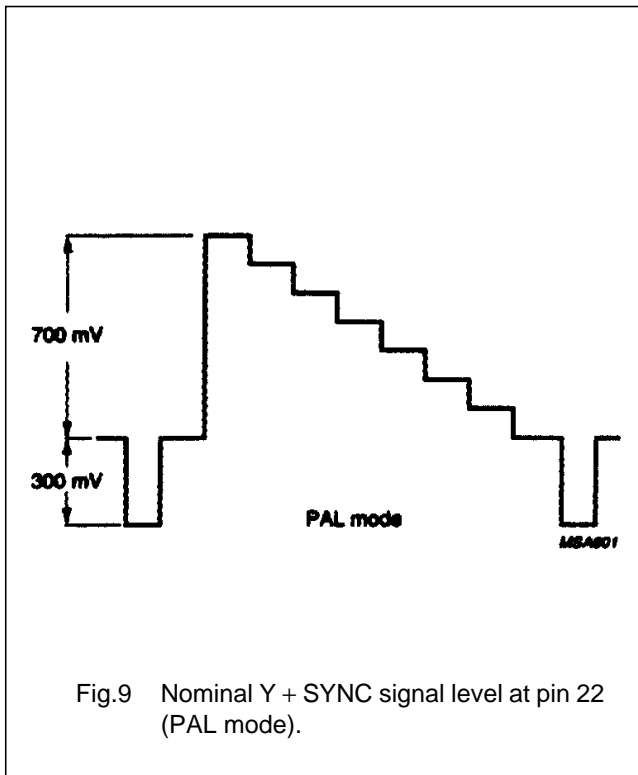 700 mV
300 mV
PAL mode
MSA601
Fig.9 Nominal Y + SYNC signal level at pin 22
(PAL mode).